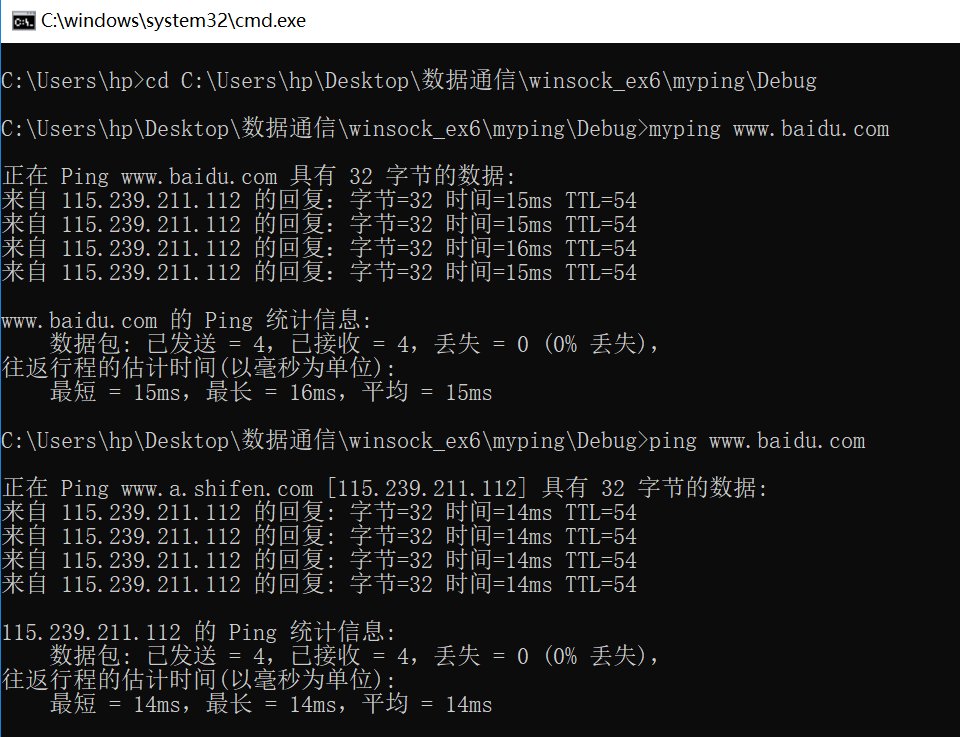 C:\windows\system32\cmd.exe
C:\Users\hp>cd C:\Users\hp\Desktop\数据通信\winsock_ex6\myping\Debug
C:\Users\hp\Desktop\数据通信\winsock_ex6\myping\Debug>myping www.baidu.com
正在 Ping www.baidu.com 具有 32 字节的数据:
来自 115.239.211.112 的回复: 字节=32 时间=15ms TTL=54
来自 115.239.211.112 的回复: 字节=32 时间=15ms TTL=54
来自 115.239.211.112 的回复: 字节=32 时间=16ms TTL=54
来自 115.239.211.112 的回复: 字节=32 时间=15ms TTL=54
www.baidu.com 的 Ping 统计信息:
数据包: 已发送 = 4, 已接收 = 4, 丢失 = 0 (0% 丢失),
往返行程的估计时间(以毫秒为单位):
最短 = 15ms, 最长 = 16ms, 平均 = 15ms
C:\Users\hp\Desktop\数据通信\winsock_ex6\myping\Debug>ping www.baidu.com
正在 Ping www.a.shifen.com [115.239.211.112] 具有 32 字节的数据:
来自 115.239.211.112 的回复: 字节=32 时间=14ms TTL=54
来自 115.239.211.112 的回复: 字节=32 时间=14ms TTL=54
来自 115.239.211.112 的回复: 字节=32 时间=14ms TTL=54
来自 115.239.211.112 的回复: 字节=32 时间=14ms TTL=54
115.239.211.112 的 Ping 统计信息:
数据包: 已发送 = 4, 已接收 = 4, 丢失 = 0 (0% 丢失),
往返行程的估计时间(以毫秒为单位):
最短 = 14ms, 最长 = 14ms, 平均 = 14ms